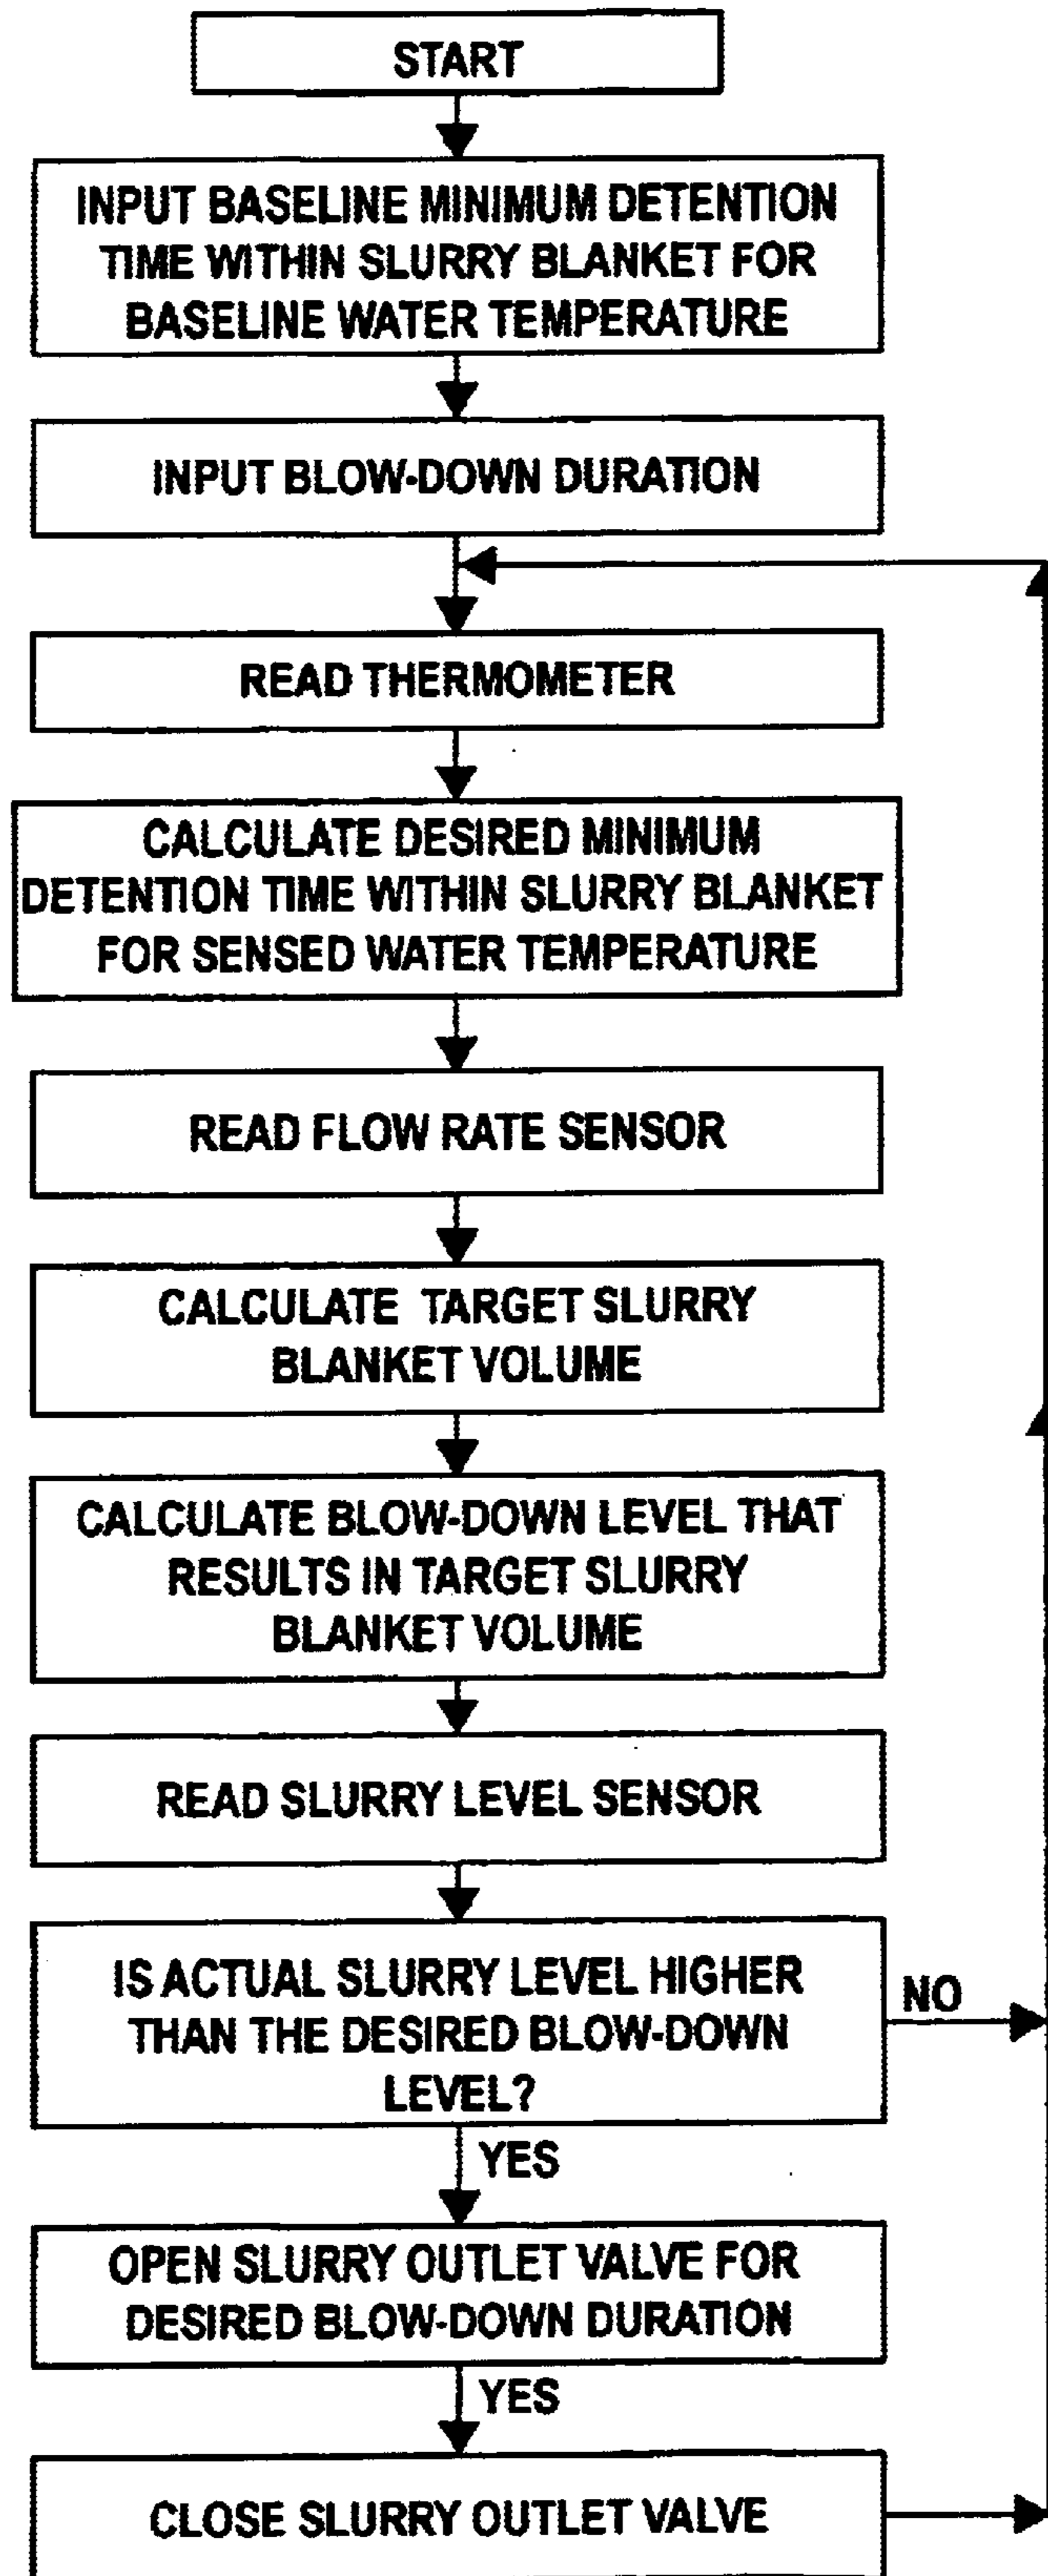 START
INPUT BASELINE MINIMUM DETENTION
TIME WITHIN SLURRY BLANKET FOR
BASELINE WATER TEMPERATURE
INPUT BLOW-DOWN DURATION
READ THERMOMETER
CALCULATE DESIRED MINIMUM
DETENTION TIME WITHIN SLURRY BLANKET
FOR SENSED WATER TEMPERATURE
READ FLOW RATE SENSOR
CALCULATE TARGET SLURRY
BLANKET VOLUME
CALCULATE BLOW-DOWN LEVEL THAT
RESULTS IN TARGET SLURRY
BLANKET VOLUME
READ SLURRY LEVEL SENSOR
IS ACTUAL SLURRY LEVEL HIGHER
THAN THE DESIRED BLOW-DOWN
LEVEL?
NO
YES
OPEN SLURRY OUTLET VALVE FOR
DESIRED BLOW-DOWN DURATION
YES
CLOSE SLURRY OUTLET VALVE